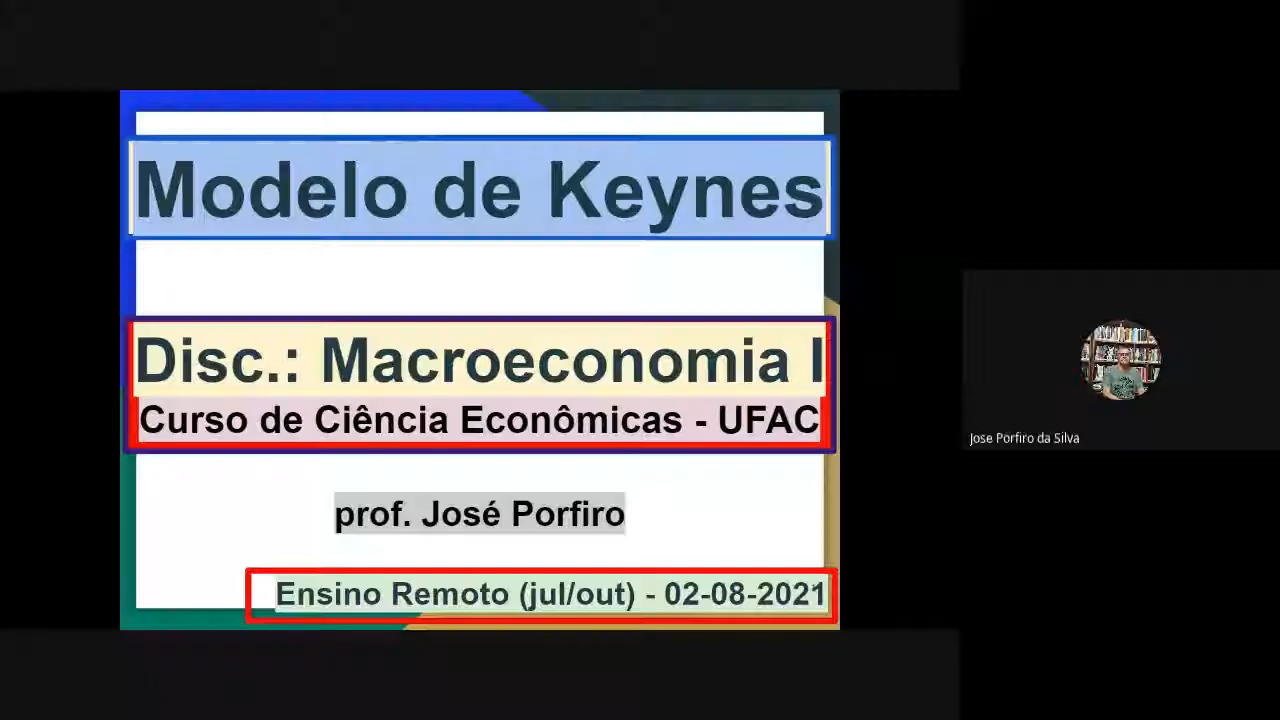 Modelo de Keynes
Disc.: Macroeconomia I
Curso de Ciência Econômicas - UFAC
prof. José Porfiro
Ensino Remoto (jul/out) - 02-08-2021
Jose Porfiro da Silva